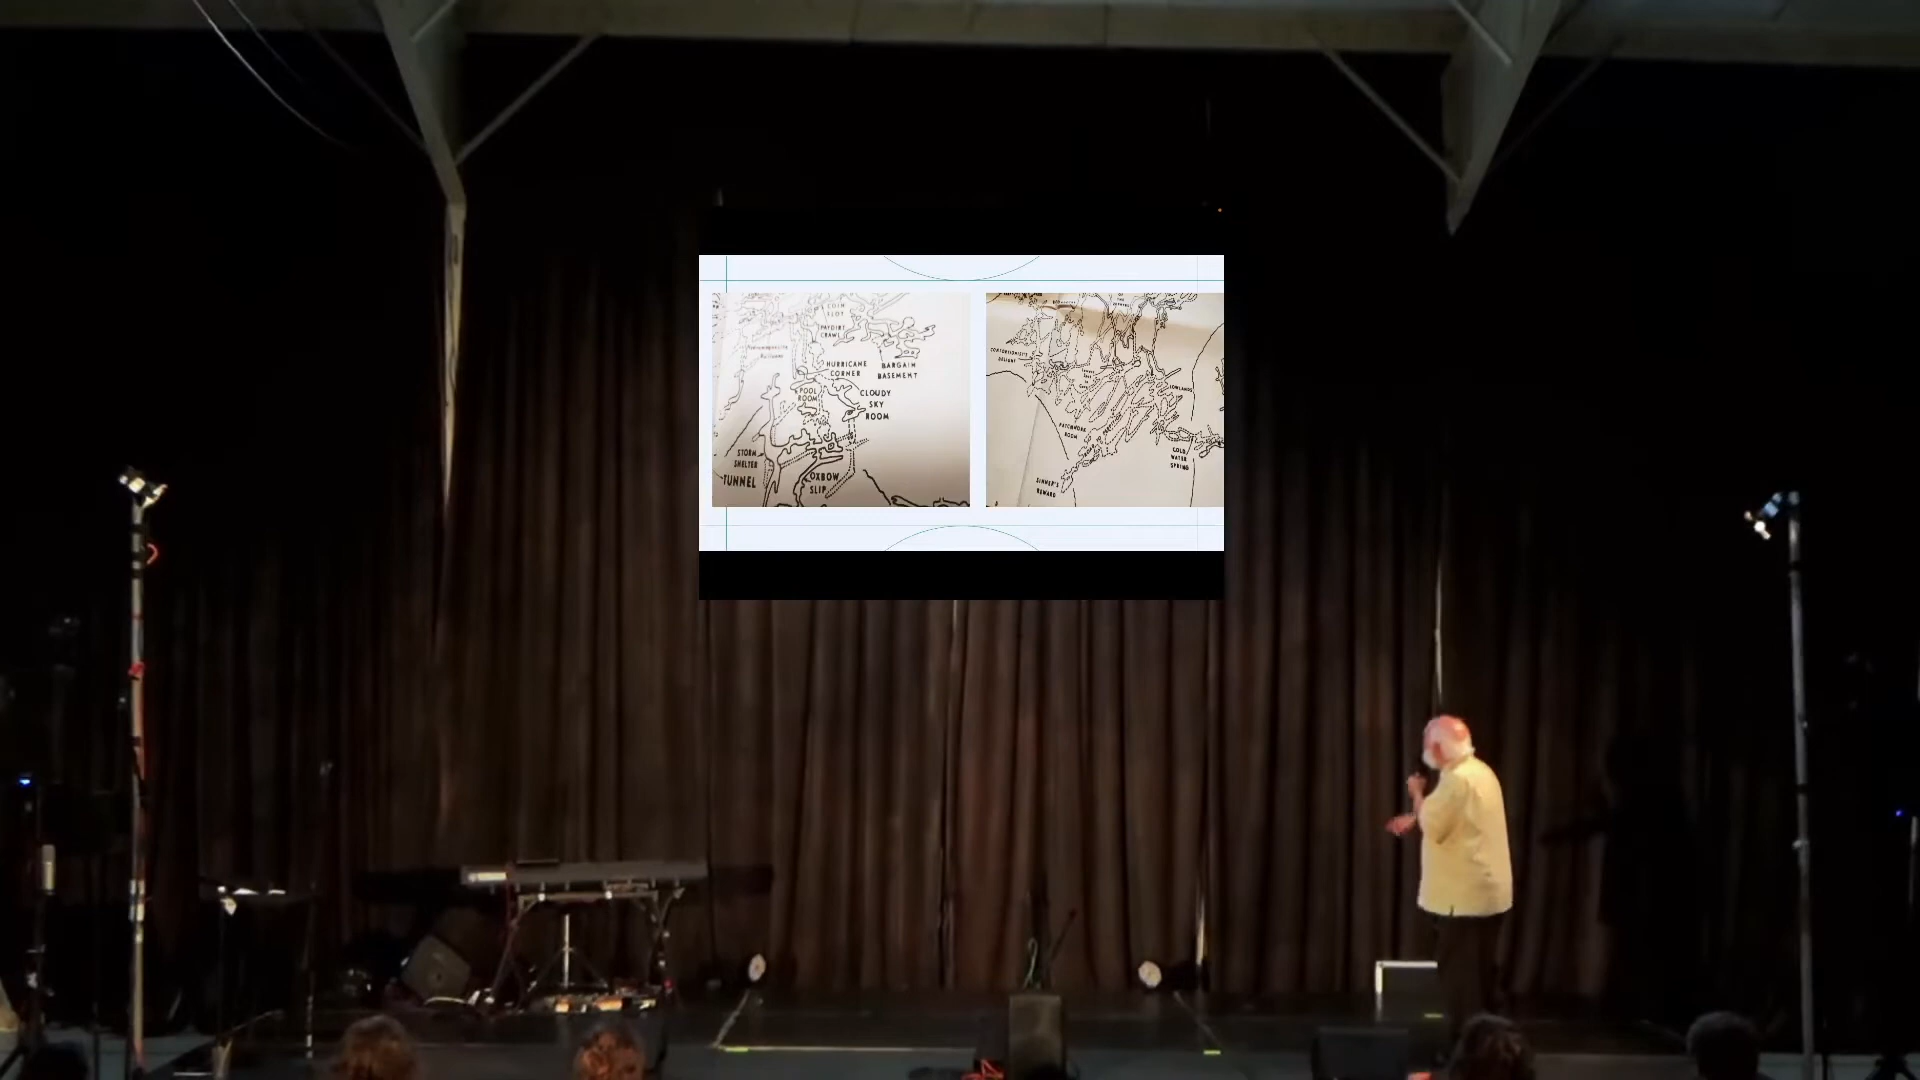 COIN
SLOT
PAYDIRT
CRAWL
HURRICANE
CORNER
BARGAIN
BASEMENT
POOL
ROOM
CLOUDY
SKY
ROOM
STORM
SHELTER
TUNNEL
OXBOW
SLIP
CONTORTIONIST'S
DELIGHT
LOWLANDS
PATCHWORK
ROOM
COLD
WATER
SPRING
SINNER'S
REWARD